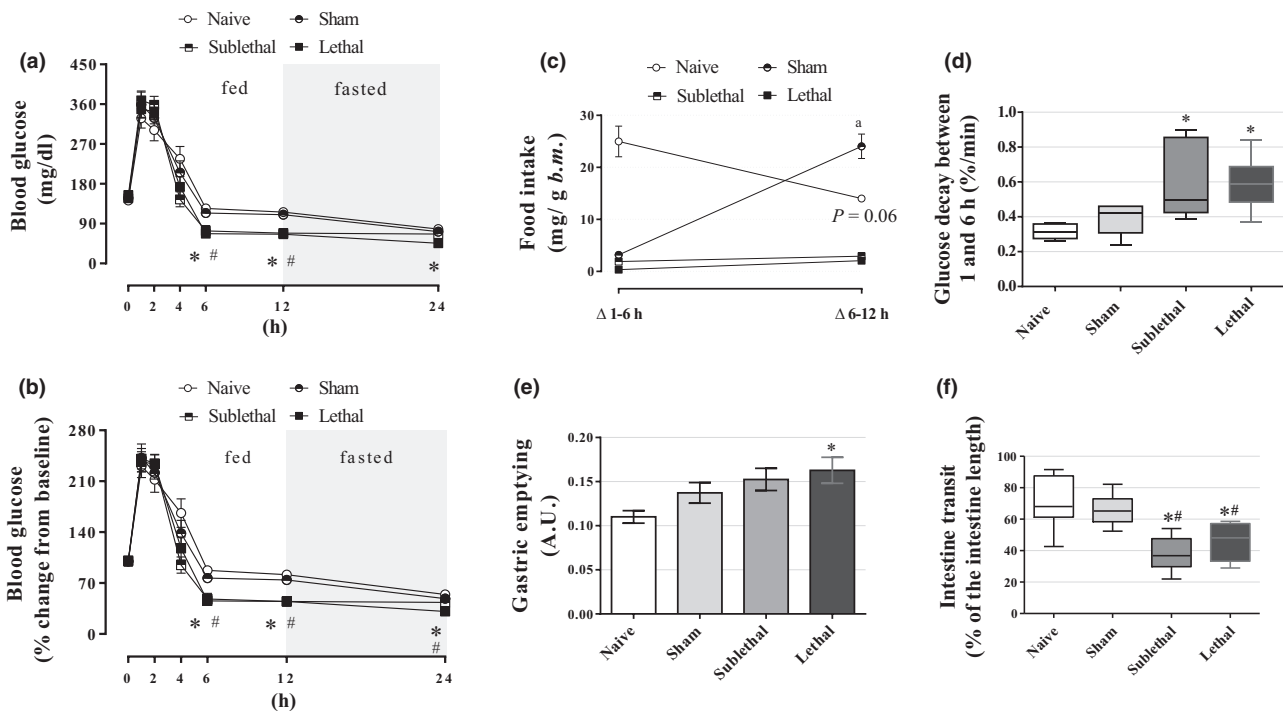 (a)
Naive
Sham
Sublethal
Lethal
450
360
270
180
90
0
Blood glucose
(mg/dl)
fed
fasted
* #
* #
*
0 2 4 6 12 24
(h)
(b)
Naive
Sham
Sublethal
Lethal
280
210
140
70
0
Blood glucose
(% change from baseline)
fed
fasted
* #
* #
*
#
0 2 4 6 12 24
(h)
(c)
Naive
Sham
Sublethal
Lethal
30
20
10
0
Food intake
(mg/ g b.m.)
a
P = 0.06
Δ 1-6 h
Δ 6-12 h
(d)
1.0
0.8
0.6
0.4
0.2
0.0
Glucose decay between
1 and 6 h (%/min)
*
*
Naive
Sham
Sublethal
Lethal
(e)
0.20
0.15
0.10
0.05
0.00
Gastric emptying
(A.U.)
*
Naive
Sham
Sublethal
Lethal
(f)
100
80
60
40
20
0
Intestine transit
(% of the intestine length)
*#
*#
Naive
Sham
Sublethal
Lethal